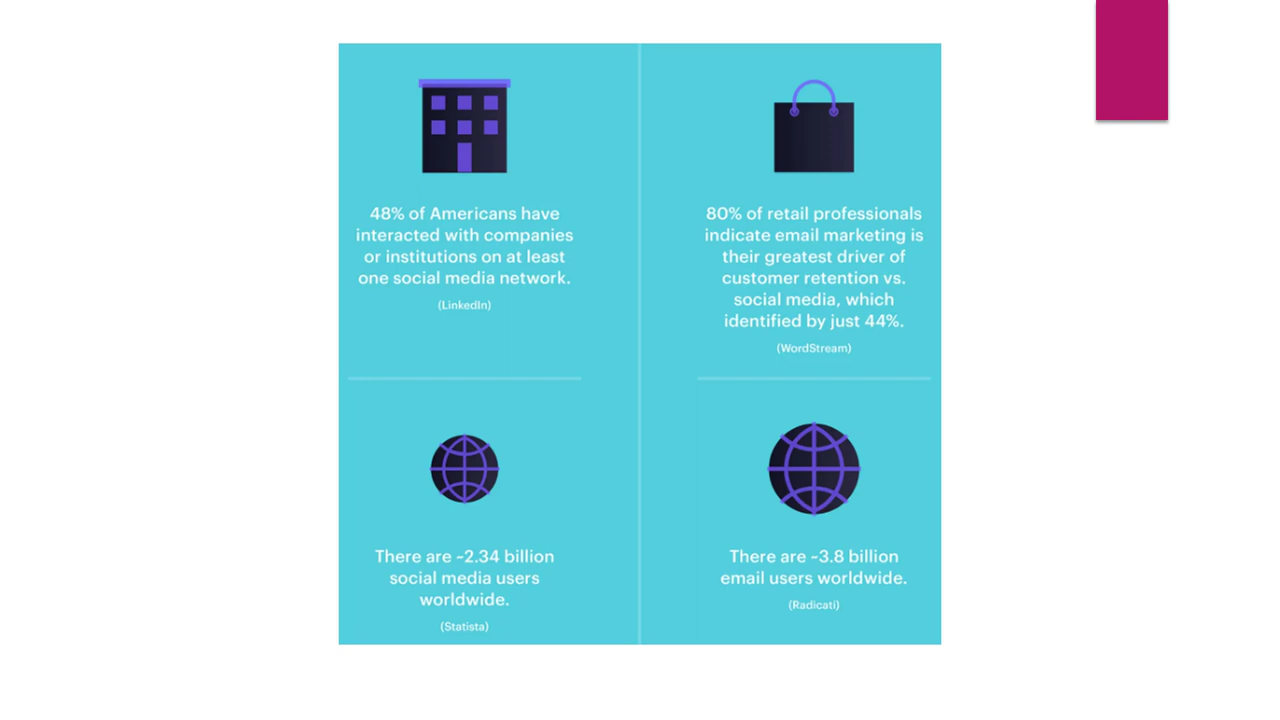 48% of Americans have
interacted with companies
or institutions on at least
one social media network.
(LinkedIn)
80% of retail professionals
indicate email marketing is
their greatest driver of
customer retention vs.
social media, which
identified by just 44%.
(WordStream)
There are ~2.34 billion
social media users
worldwide.
(Statista)
There are ~3.8 billion
email users worldwide.
(Radicati)